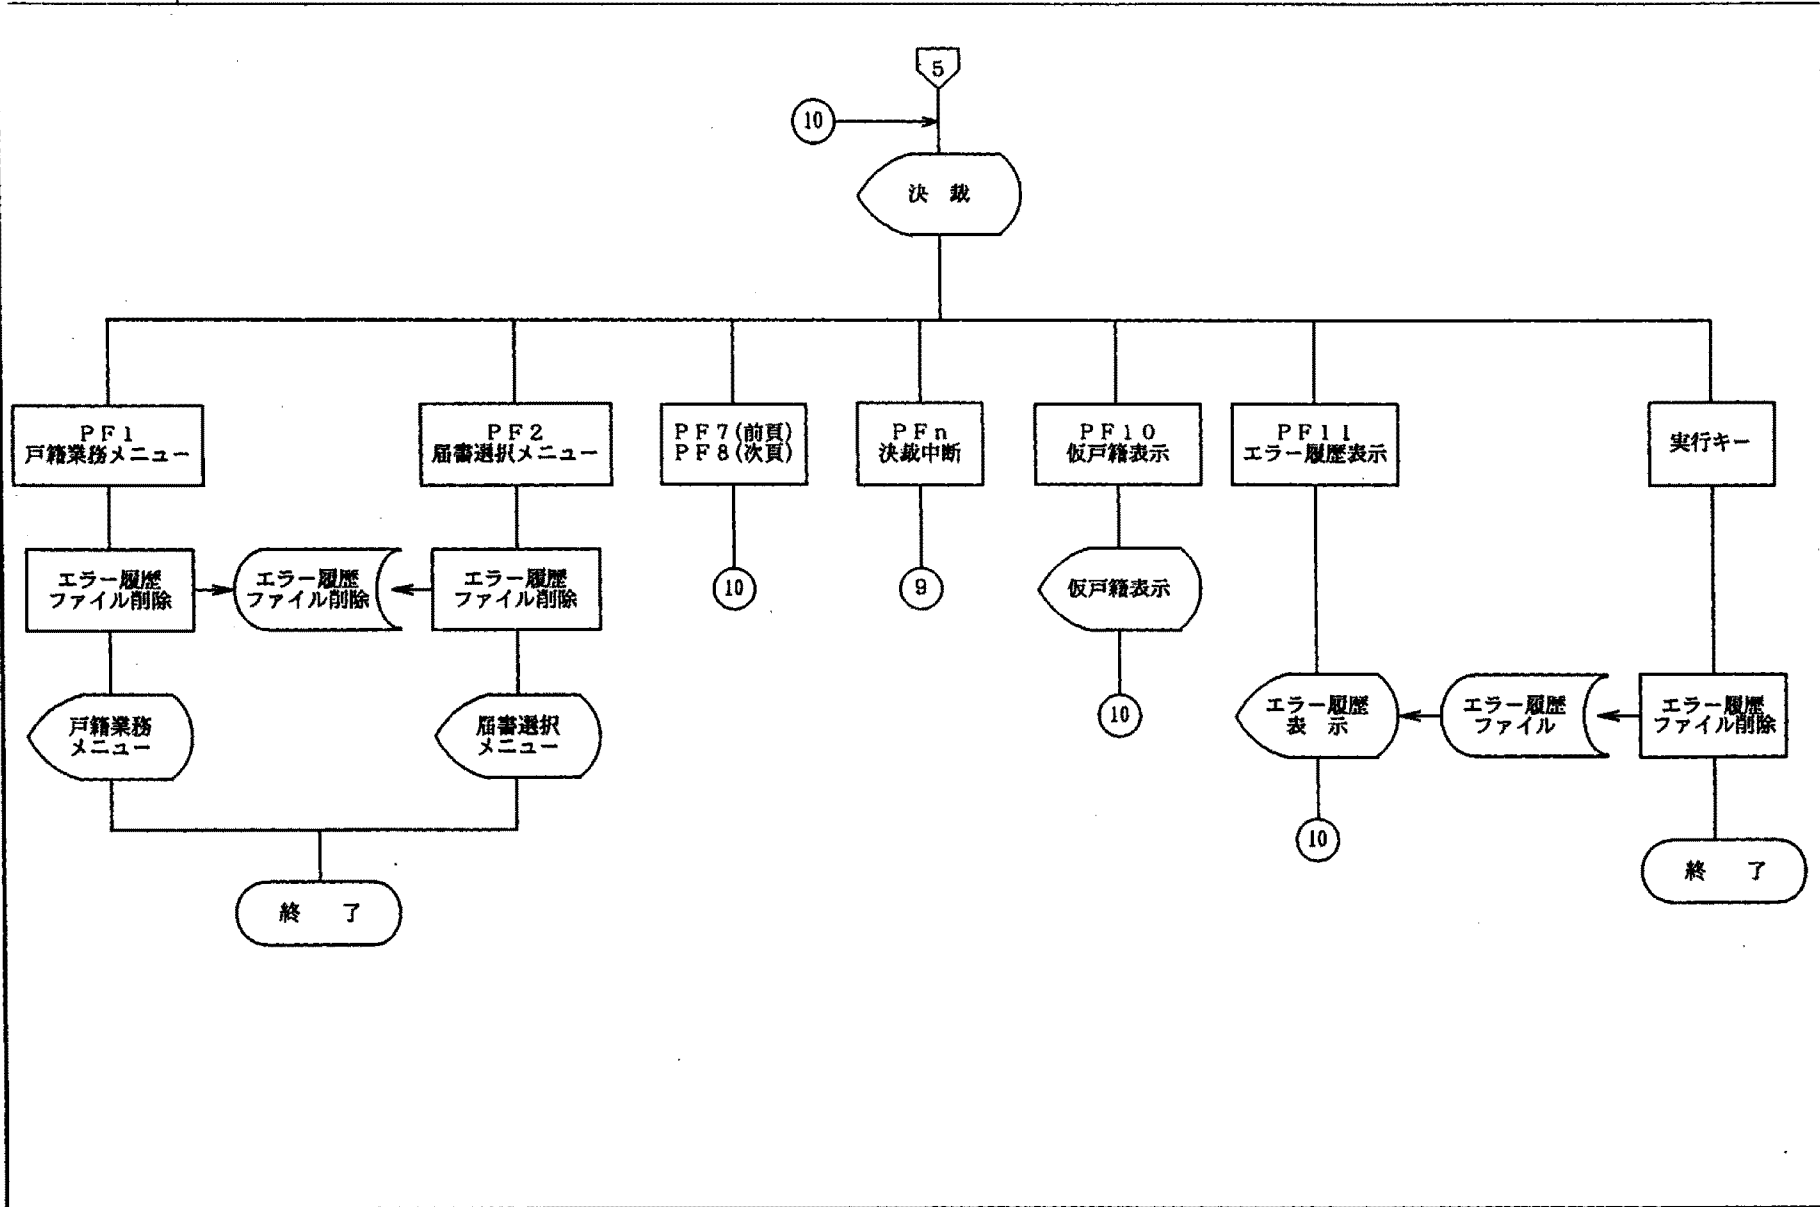 5
10
決 裁
PF1
戸籍業務メニュー
PF2
届書選択メニュー
PF7(前頁)
PF8(次頁)
PFn
決裁中断
PF10
仮戸籍表示
PF11
エラー履歴表示
実行キー
エラー履歴
ファイル削除
エラー履歴
ファイル削除
エラー履歴
ファイル削除
10
9
仮戸籍表示
戸籍業務
メニュー
届書選択
メニュー
10
エラー履歴
表 示
エラー履歴
ファイル
エラー履歴
ファイル削除
10
終 了
終 了